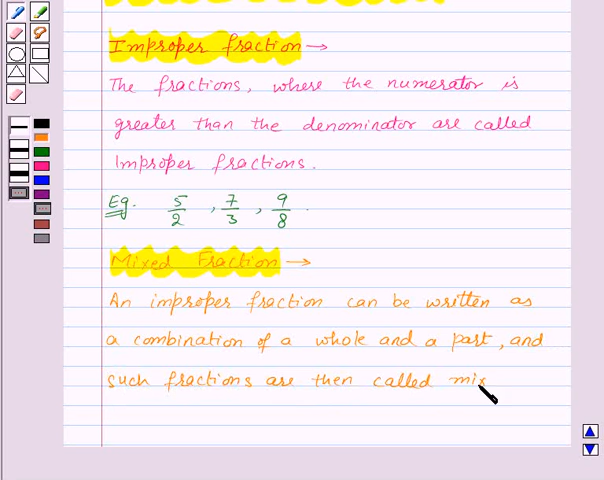 Improper fraction →
The fractions, where the numerator is
greater than the denominator are called
Improper fractions.
Eg. 5/2, 7/3, 9/8.
Mixed Fraction →
An improper fraction can be written as
a combination of a whole and a part, and
such fractions are then called mix